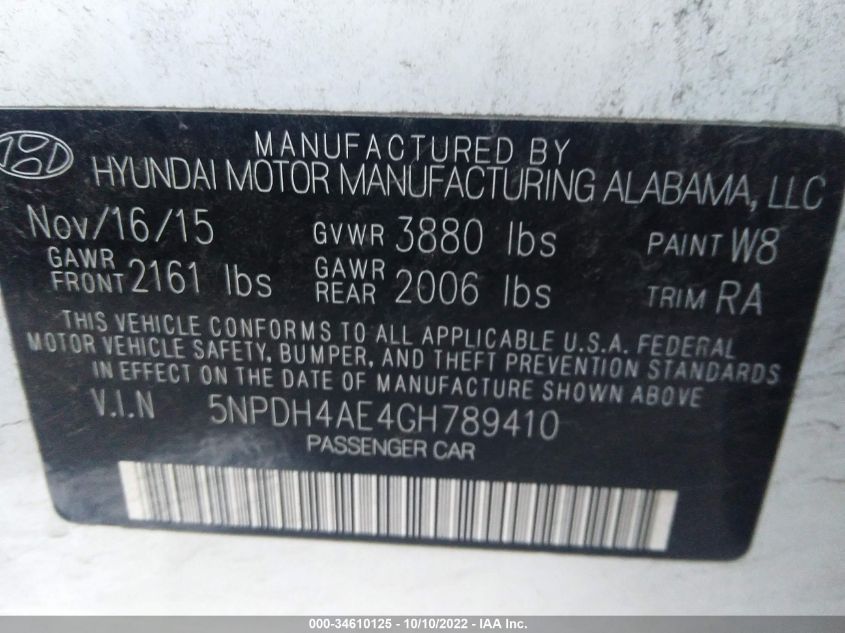 MANUFACTURED BY
HYUNDAI MOTOR MANUFACTURING ALABAMA, LLC
Nov/16/15 GVWR 3880 lbs PAINT W8
GAWR FRONT 2161 lbs GAWR REAR 2006 lbs TRIM RA
THIS VEHICLE CONFORMS TO ALL APPLICABLE U.S.A. FEDERAL
MOTOR VEHICLE SAFETY, BUMPER, AND THEFT PREVENTION STANDARDS
IN EFFECT ON THE DATE OF MANUFACTURE SHOWN ABOVE
V.I.N 5NPDH4AE4GH789410
PASSENGER CAR
000-34610125 - 10/10/2022 - IAA Inc.